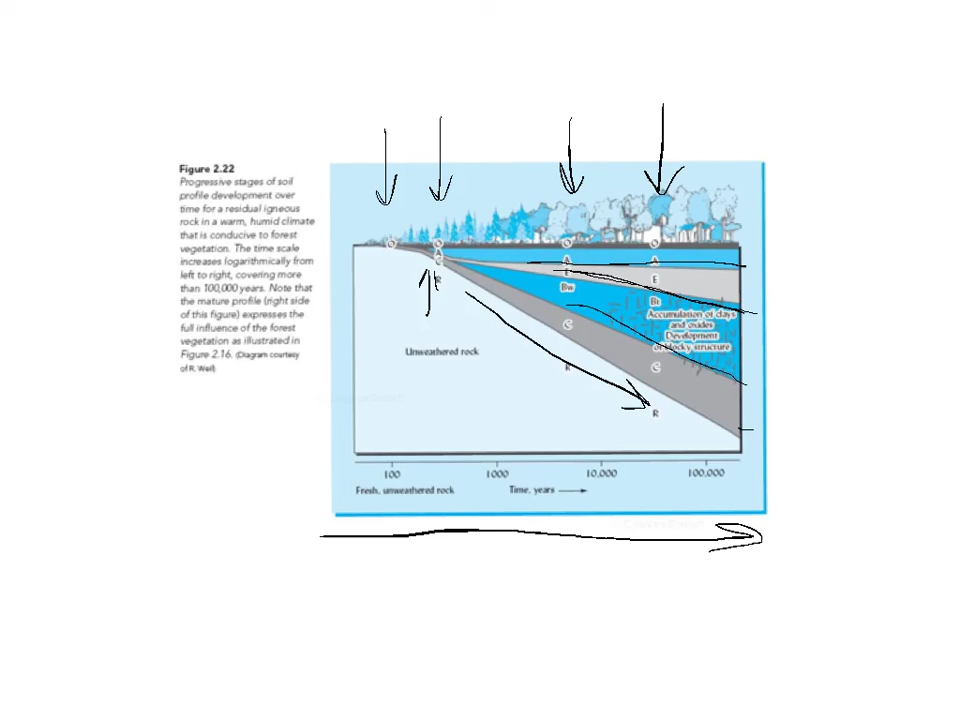 Figure 2.22
Progressive stages of soil
profile development over
time for a residual igneous
rock in a warm, humid climate
that is conducive to forest
vegetation. The time scale
increases logarithmically from
left to right, covering more
than 100,000 years. Note that
the mature profile (right side
of this figure) expresses the
full influence of the forest
vegetation as illustrated in
Figure 2.16. (Diagram courtesy
of R. Weil)
O O O O
A A A
C E E
R Bw Bt
Accumulation of clays
and oxides
Development
of blocky structure
C
Unweathered rock
R C
R
100 1000 10,000 100,000
Fresh, unweathered rock Time, years